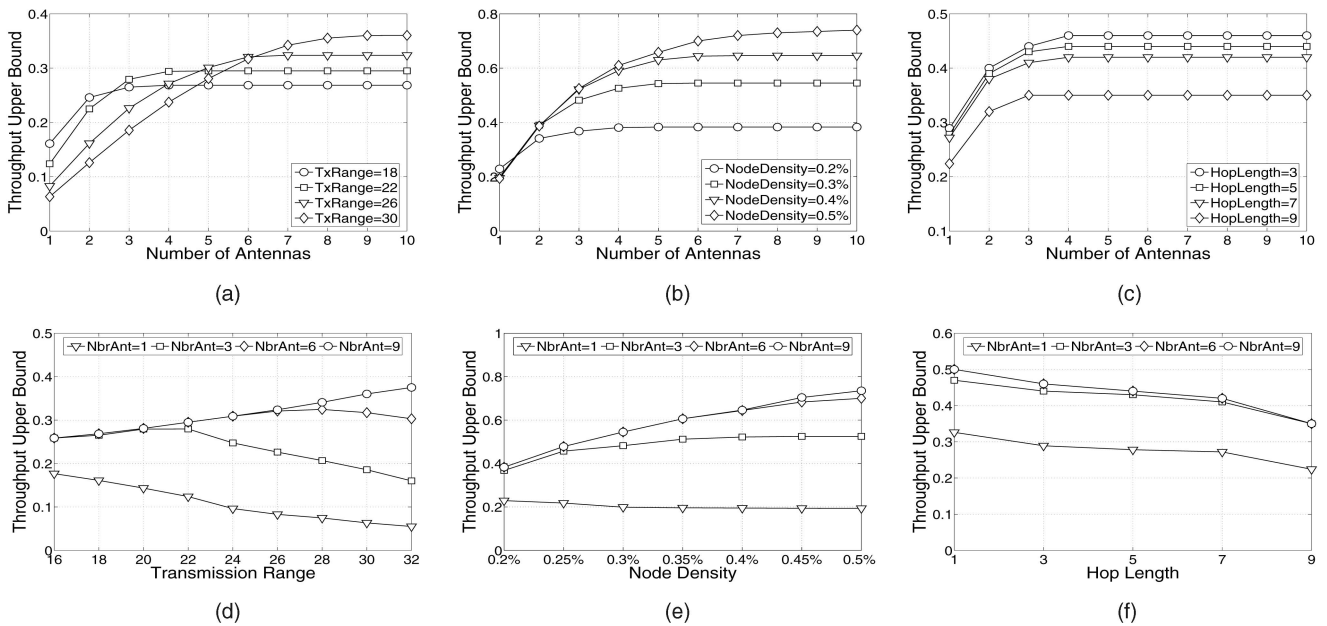 Throughput Upper Bound
0.4
0.3
0.2
0.1
0
1 2 3 4 5 6 7 8 9 10
Number of Antennas
TxRange=18
TxRange=22
TxRange=26
TxRange=30
(a)
Throughput Upper Bound
0.8
0.6
0.4
0.2
0
1 2 3 4 5 6 7 8 9 10
Number of Antennas
NodeDensity=0.2%
NodeDensity=0.3%
NodeDensity=0.4%
NodeDensity=0.5%
(b)
Throughput Upper Bound
0.5
0.4
0.3
0.2
0.1
1 2 3 4 5 6 7 8 9 10
Number of Antennas
HopLength=3
HopLength=5
HopLength=7
HopLength=9
(c)
Throughput Upper Bound
0.5
0.4
0.3
0.2
0.1
0
NbrAnt=1 NbrAnt=3 NbrAnt=6 NbrAnt=9
16 18 20 22 24 26 28 30 32
Transmission Range
(d)
Throughput Upper Bound
1
0.8
0.6
0.4
0.2
0
NbrAnt=1 NbrAnt=3 NbrAnt=6 NbrAnt=9
0.2% 0.25% 0.3% 0.35% 0.4% 0.45% 0.5%
Node Density
(e)
Throughput Upper Bound
0.6
0.5
0.4
0.3
0.2
0.1
0
NbrAnt=1 NbrAnt=3 NbrAnt=6 NbrAnt=9
1 3 5 7 9
Hop Length
(f)